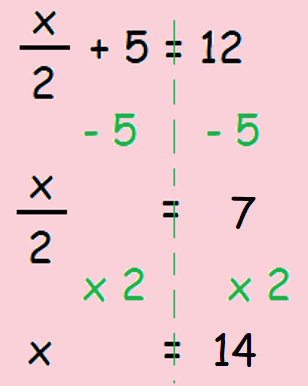 x
2 + 5 = 12
- 5 - 5
x
2 = 7
x 2 x 2
x = 14